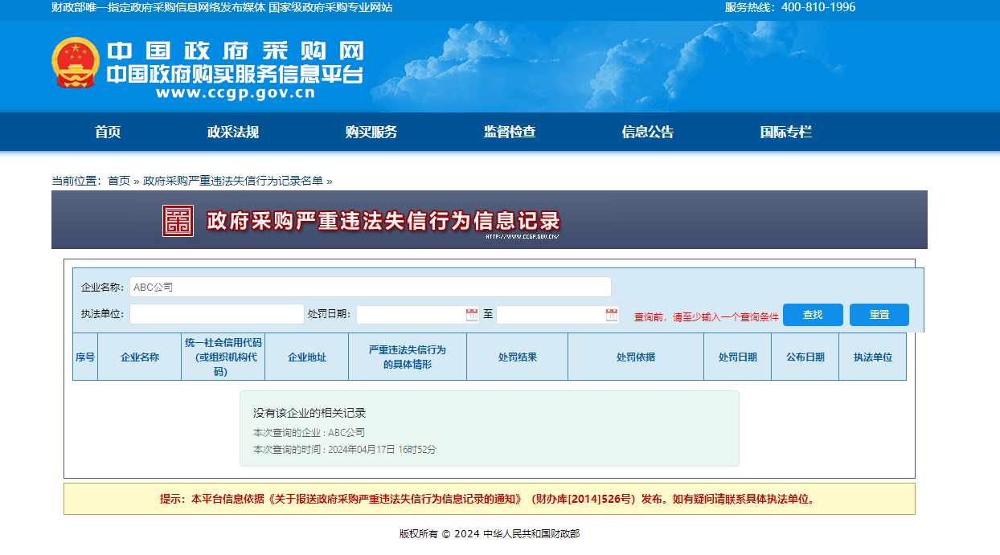 财政部唯一指定政府采购信息网络发布媒体 国家级政府采购专业网站
服务热线：400-810-1996
中国政府采购网
中国政府购买服务信息平台
www.ccgp.gov.cn
首页 政采法规 购买服务 监督检查 信息公告 国际专栏
当前位置：首页 » 政府采购严重违法失信行为记录名单 »
政府采购严重违法失信行为信息记录
HTTP://WWW.CCGP.GOV.CN/
企业名称： ABC公司
执法单位： 处罚日期： 至 查询前，请至少输入一个查询条件 查找 重置
序号 企业名称 统一社会信用代码（或组织机构代码） 企业地址 严重违法失信行为的具体情形 处罚结果 处罚依据 处罚日期 公布日期 执法单位
没有该企业的相关记录
本次查询的企业 : ABC公司
本次查询的时间 : 2024年04月17日 16时52分
提示：本平台信息依据《关于报送政府采购严重违法失信行为信息记录的通知》（财办库[2014]526号）发布。如有疑问请联系具体执法单位。
版权所有 © 2024 中华人民共和国财政部